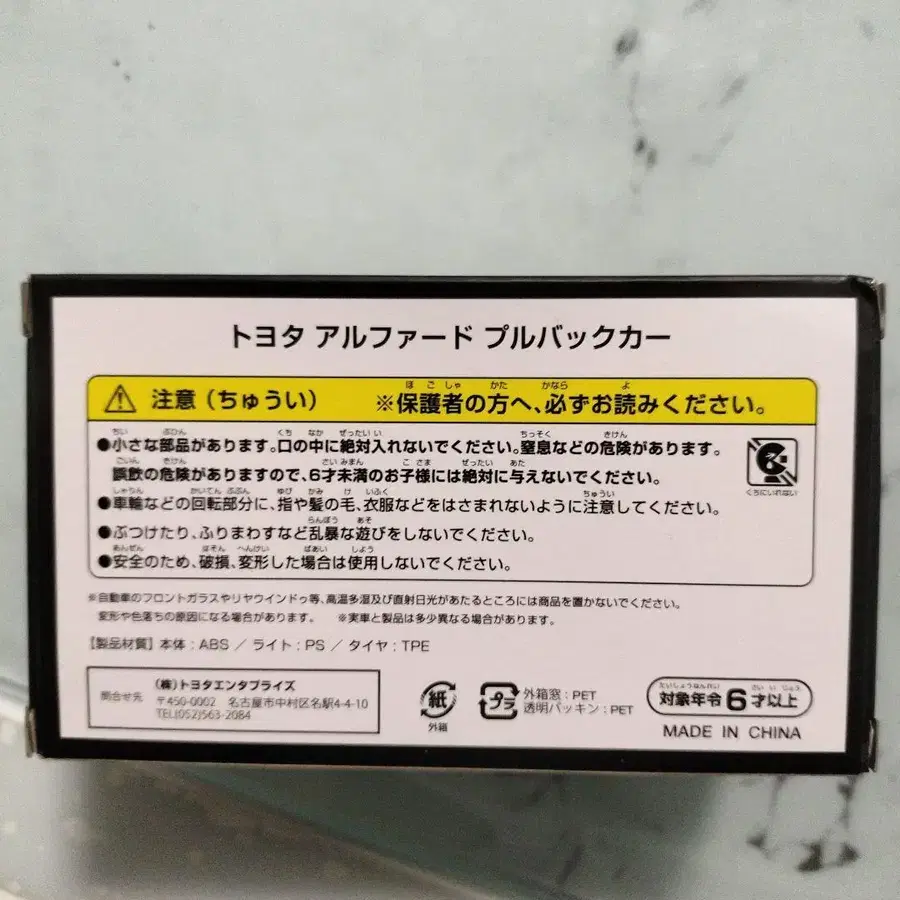 トヨタ アルファード プルバックカー
注意（ちゅうい） ※保護者の方へ、必ずお読みください。
●小さな部品があります。口の中に絶対入れないでください。窒息などの危険があります。
誤飲の危険がありますので、6才未満のお子様には絶対に与えないでください。
●車輪などの回転部分に、指や髪の毛、衣服などをはさまれないように注意してください。
●ぶつけたり、ふりまわすなど乱暴な遊びをしないでください。
●安全のため、破損、変形した場合は使用しないでください。
くちにいれない
※自動車のフロントガラスやリヤウインドゥ等、高温多湿及び直射日光があたるところには商品を置かないでください。
変形や色落ちの原因になる場合があります。 ※実車と製品は多少異なる場合があります。
【製品材質】本体：ABS ／ ライト：PS ／ タイヤ：TPE
問合せ先
（株）トヨタエンタプライズ
〒450-0002 名古屋市中村区名駅4-4-10
TEL(052)563-2084
紙
外箱
プラ
外箱窓：PET
透明パッキン：PET
対象年令 6才以上
MADE IN CHINA